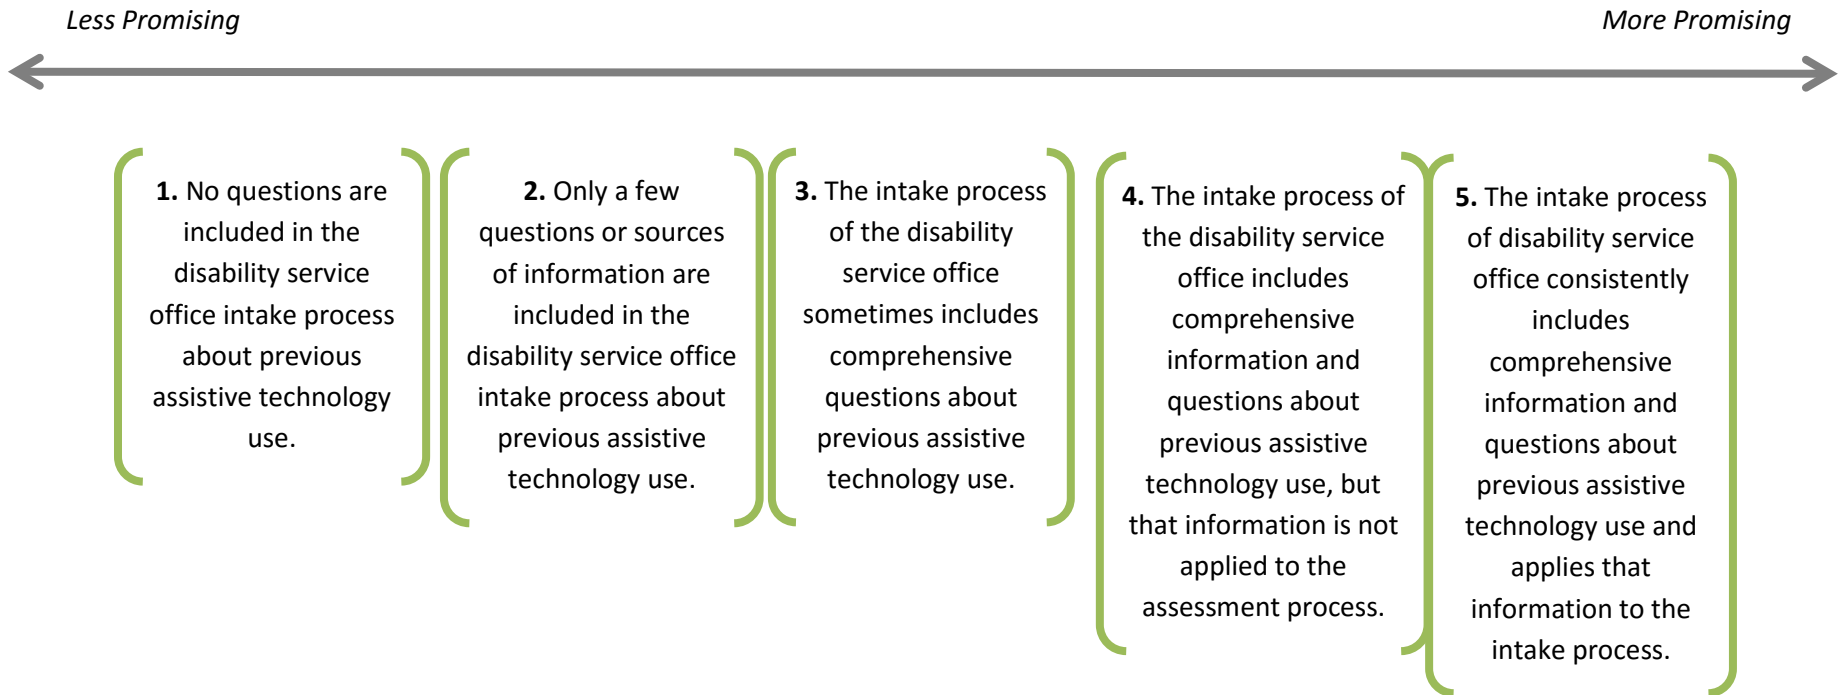 Less Promising
More Promising
1. No questions are
included in the
disability service
office intake process
about previous
assistive technology
use.
2. Only a few
questions or sources
of information are
included in the
disability service office
intake process about
previous assistive
technology use.
3. The intake process
of the disability
service office
sometimes includes
comprehensive
questions about
previous assistive
technology use.
4. The intake process of
the disability service
office includes
comprehensive
information and
questions about
previous assistive
technology use, but
that information is not
applied to the
assessment process.
5. The intake process
of disability service
office consistently
includes
comprehensive
information and
questions about
previous assistive
technology use and
applies that
information to the
intake process.